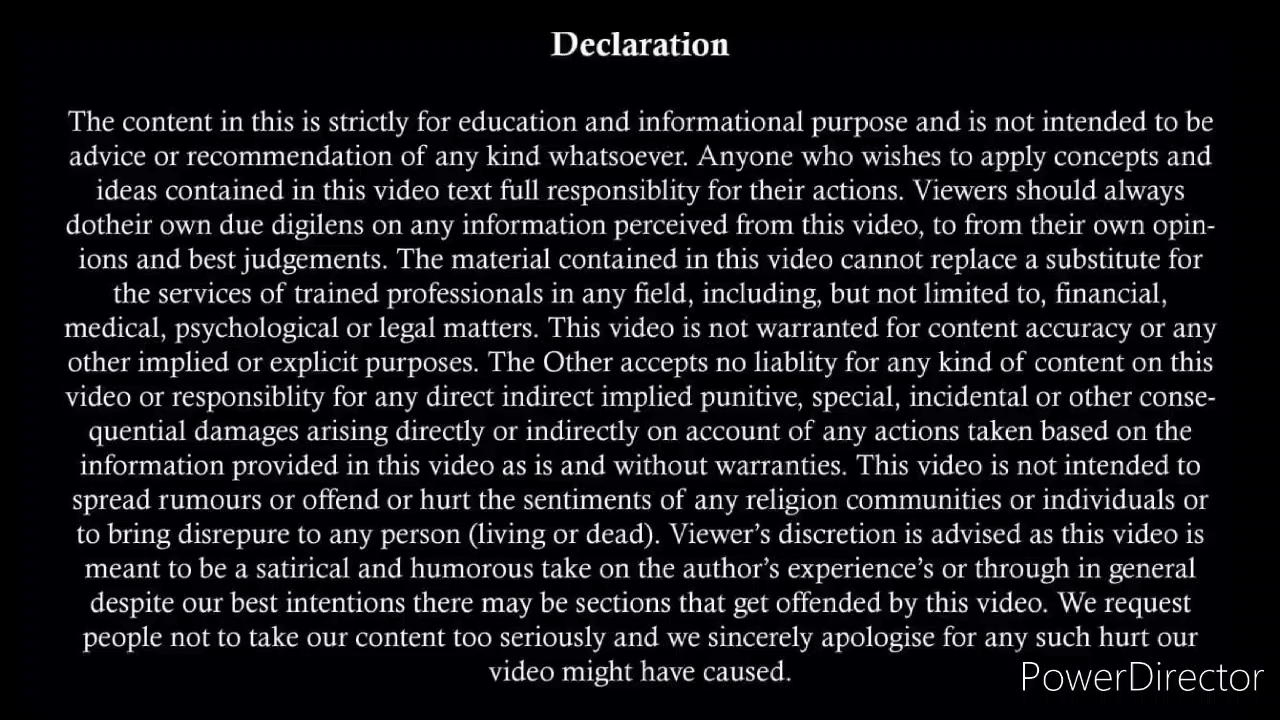 Declaration
The content in this is strictly for education and informational purpose and is not intended to be
advice or recommendation of any kind whatsoever. Anyone who wishes to apply concepts and
ideas contained in this video text full responsiblity for their actions. Viewers should always
dotheir own due digilens on any information perceived from this video, to from their own opin-
ions and best judgements. The material contained in this video cannot replace a substitute for
the services of trained professionals in any field, including, but not limited to, financial,
medical, psychological or legal matters. This video is not warranted for content accuracy or any
other implied or explicit purposes. The Other accepts no liablity for any kind of content on this
video or responsiblity for any direct indirect implied punitive, special, incidental or other conse-
quential damages arising directly or indirectly on account of any actions taken based on the
information provided in this video as is and without warranties. This video is not intended to
spread rumours or offend or hurt the sentiments of any religion communities or individuals or
to bring disrepure to any person (living or dead). Viewer’s discretion is advised as this video is
meant to be a satirical and humorous take on the author’s experience’s or through in general
despite our best intentions there may be sections that get offended by this video. We request
people not to take our content too seriously and we sincerely apologise for any such hurt our
video might have caused.
PowerDirector